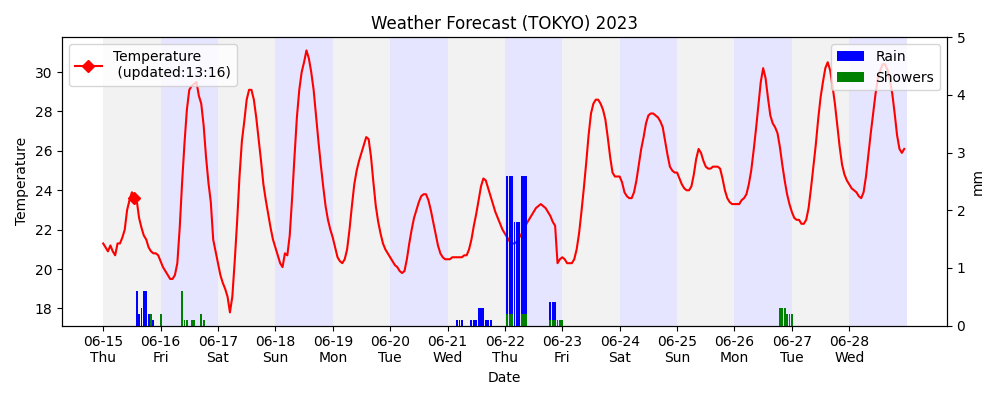 Weather Forecast (TOKYO) 2023
Temperature
(updated:13:16)
Rain
Showers
Temperature
30
28
26
24
22
20
18
5
4
3
2
1
0
mm
06-15 06-16 06-17 06-18 06-19 06-20 06-21 06-22 06-23 06-24 06-25 06-26 06-27 06-28
Thu Fri Sat Sun Mon Tue Wed Thu Fri Sat Sun Mon Tue Wed
Date